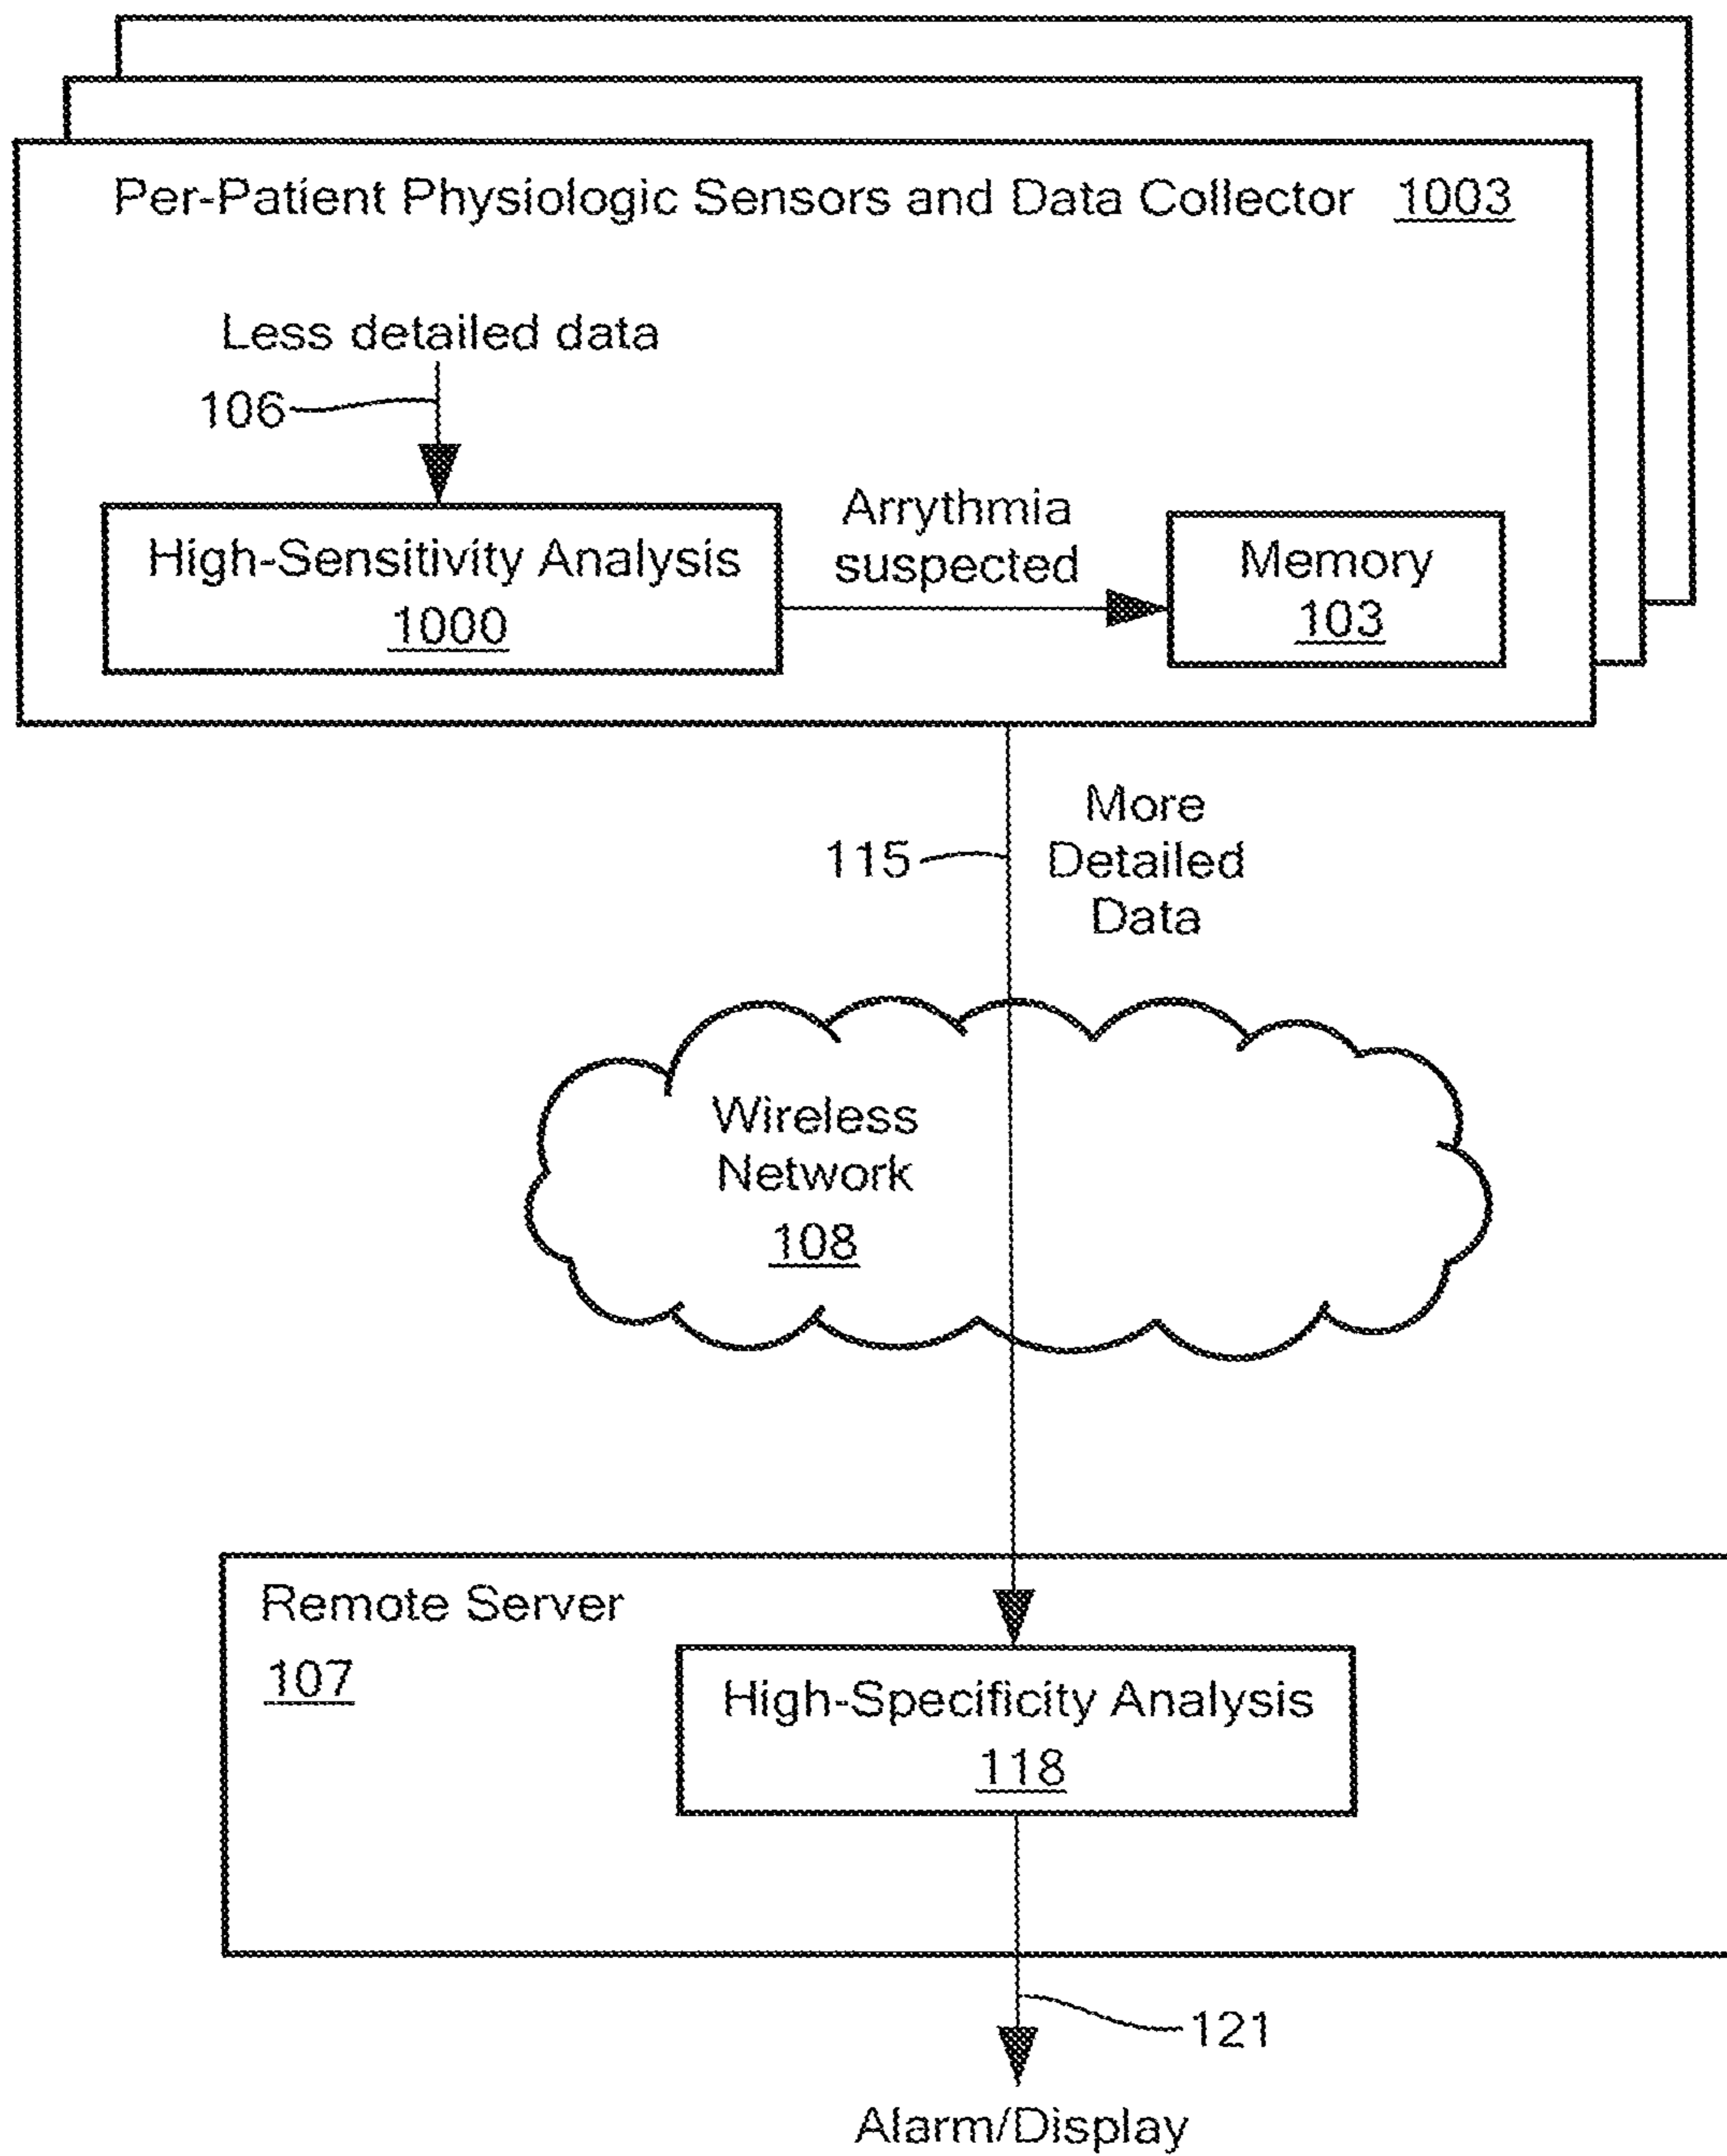 Per-Patient Physiologic Sensors and Data Collector 1003
Less detailed data
106
High-Sensitivity Analysis
1000
Arrythmia
suspected
Memory
103
115
More
Detailed
Data
Wireless
Network
108
Remote Server
107
High-Specificity Analysis
118
121
Alarm/Display